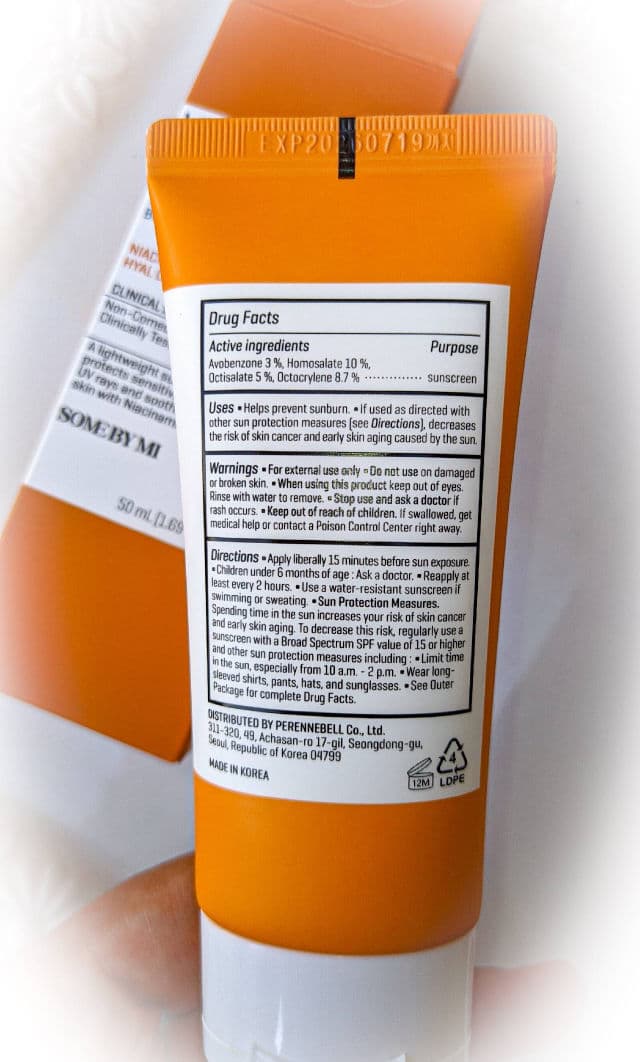 EXP20 60719까지
Drug Facts
Active ingredients Purpose
Avobenzone 3 %, Homosalate 10 %,
Octisalate 5 %, Octocrylene 8.7 % ·············· sunscreen
Uses ▪ Helps prevent sunburn. ▪ If used as directed with
other sun protection measures [see Directions], decreases
the risk of skin cancer and early skin aging caused by the sun.
Warnings ▪ For external use only ▪ Do not use on damaged
or broken skin. ▪ When using this product keep out of eyes.
Rinse with water to remove. ▪ Stop use and ask a doctor if
rash occurs. ▪ Keep out of reach of children. If swallowed, get
medical help or contact a Poison Control Center right away.
Directions ▪ Apply liberally 15 minutes before sun exposure.
▪ Children under 6 months of age : Ask a doctor. ▪ Reapply at
least every 2 hours. ▪ Use a water-resistant sunscreen if
swimming or sweating. ▪ Sun Protection Measures.
Spending time in the sun increases your risk of skin cancer
and early skin aging. To decrease this risk, regularly use a
sunscreen with a Broad Spectrum SPF value of 15 or higher
and other sun protection measures including : ▪ Limit time
in the sun, especially from 10 a.m. - 2 p.m. ▪ Wear long-
sleeved shirts, pants, hats, and sunglasses. ▪ See Outer
Package for complete Drug Facts.
DISTRIBUTED BY PERENNEBELL Co., Ltd.
311-320, 49, Achasan-ro 17-gil, Seongdong-gu,
Seoul, Republic of Korea 04799
MADE IN KOREA
12M
4
LDPE
NIAC
HYAL
CLINICAL
Non-Come
Clinically Tes
A lightweight su
protects sensitiv
UV rays and sooth
skin with Niacinam
SOME BY MI
50 mL [1.69